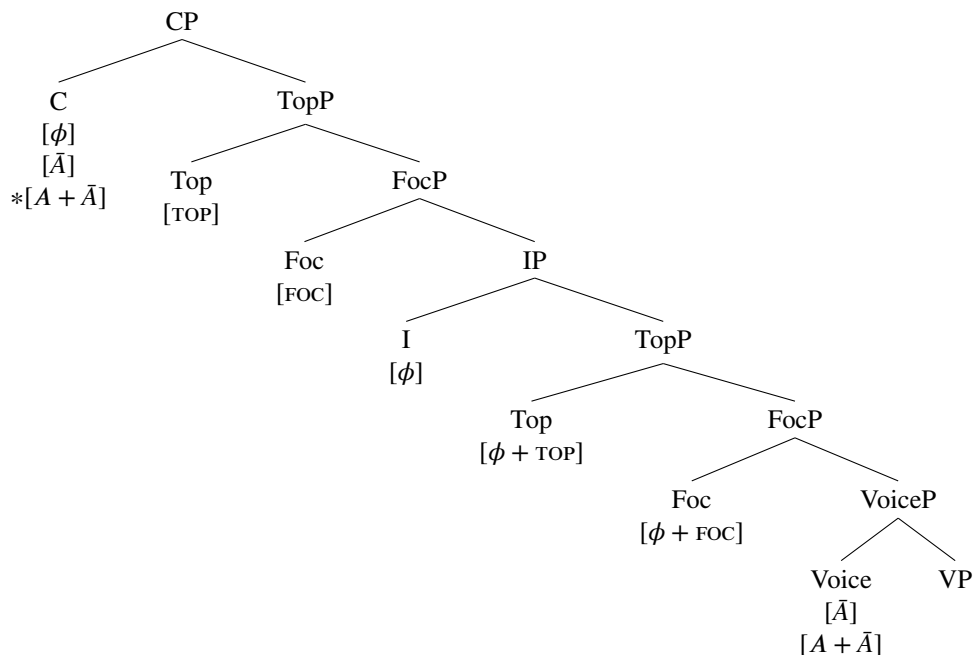 CP
C TopP
[ϕ]
[Ā] Top FocP
*[A + Ā] [TOP]
Foc IP
[FOC]
I TopP
[ϕ]
Top FocP
[ϕ + TOP]
Foc VoiceP
[ϕ + FOC]
Voice VP
[Ā]
[A + Ā]